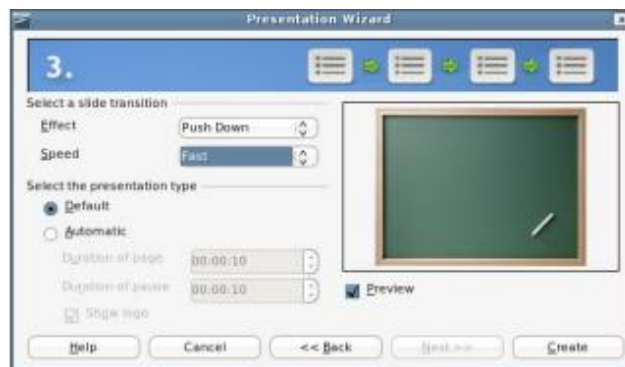 Presentation Wizard
3.
Select a slide transition
Effect Push Down
Speed Fast
Select the presentation type
Default
Automatic
Duration of page 00:00:10
Duration of pause 00:00:10
Show logo
Preview
Help Cancel << Back Next >> Create